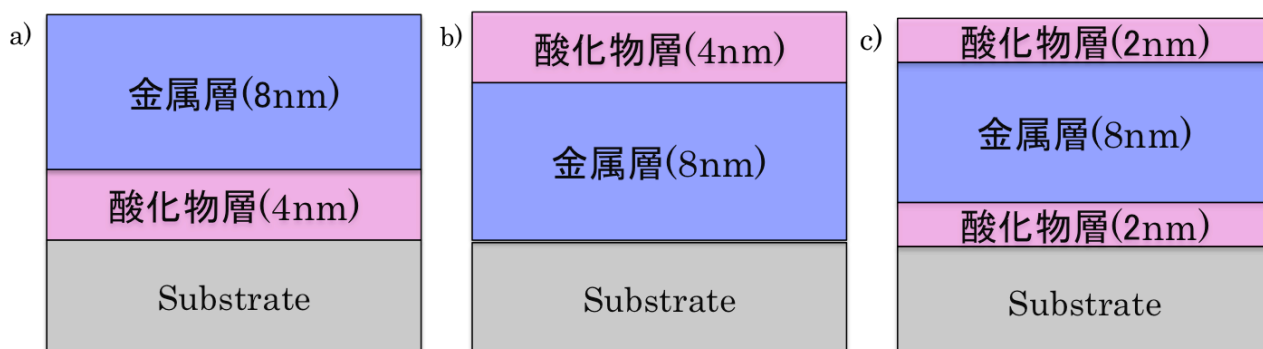 a)
金属層(8nm)
酸化物層(4nm)
Substrate
b)
酸化物層(4nm)
金属層(8nm)
c)
酸化物層(2nm)
金属層(8nm)
酸化物層(2nm)
Substrate